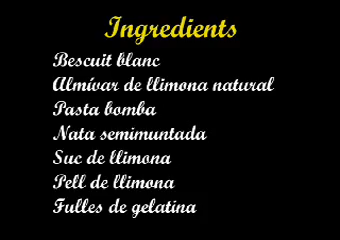 Ingredients
Bescuit blanc
Almívar de llimona natural
Pasta bomba
Nata semimuntada
Suc de llimona
Pell de llimona
Fulles de gelatina